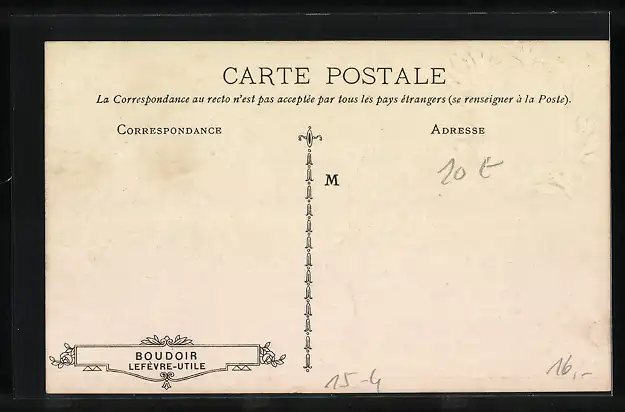 CARTE POSTALE
La Correspondance au recto n'est pas acceptée par tous les pays étrangers (se renseigner à la Poste).
CORRESPONDANCE
ADRESSE
M
10 €
BOUDOIR
LEFÈVRE-UTILE
15-4
16,-